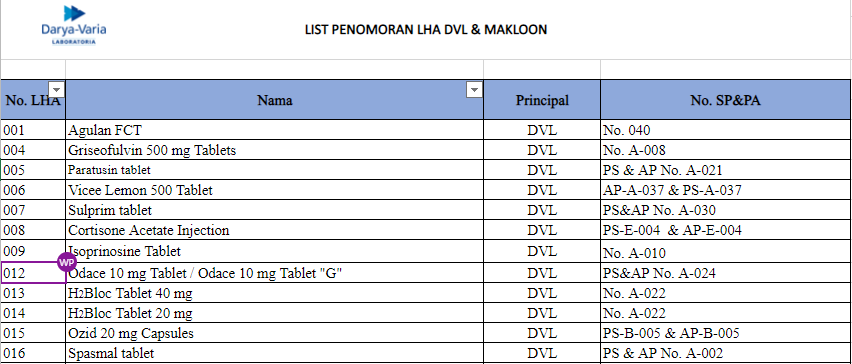 Darya-Varia
LABORATORIA
LIST PENOMORAN LHA DVL & MAKLOON
No. LHA Nama Principal No. SP&PA
001 Agulan FCT DVL No. 040
004 Griseofulvin 500 mg Tablets DVL No. A-008
005 Paratusin tablet DVL PS & AP No. A-021
006 Vicee Lemon 500 Tablet DVL AP-A-037 & PS-A-037
007 Sulprim tablet DVL PS&AP No. A-030
008 Cortisone Acetate Injection DVL PS-E-004 & AP-E-004
009 Isoprinosine Tablet DVL No. A-010
WP
012 Odace 10 mg Tablet / Odace 10 mg Tablet "G" DVL PS&AP No. A-024
013 H2Bloc Tablet 40 mg DVL No. A-022
014 H2Bloc Tablet 20 mg DVL No. A-022
015 Ozid 20 mg Capsules DVL PS-B-005 & AP-B-005
016 Spasmal tablet DVL PS & AP No. A-002